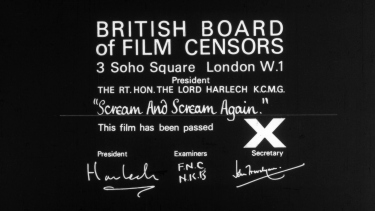 BRITISH BOARD
of FILM CENSORS
3 Soho Square London W.1
President
THE RT. HON. THE LORD HARLECH K.C.M.G.
"Scream And Scream Again."
This film has been passed X
President Examiners Secretary
Harlech F.N.C.
N.K.B